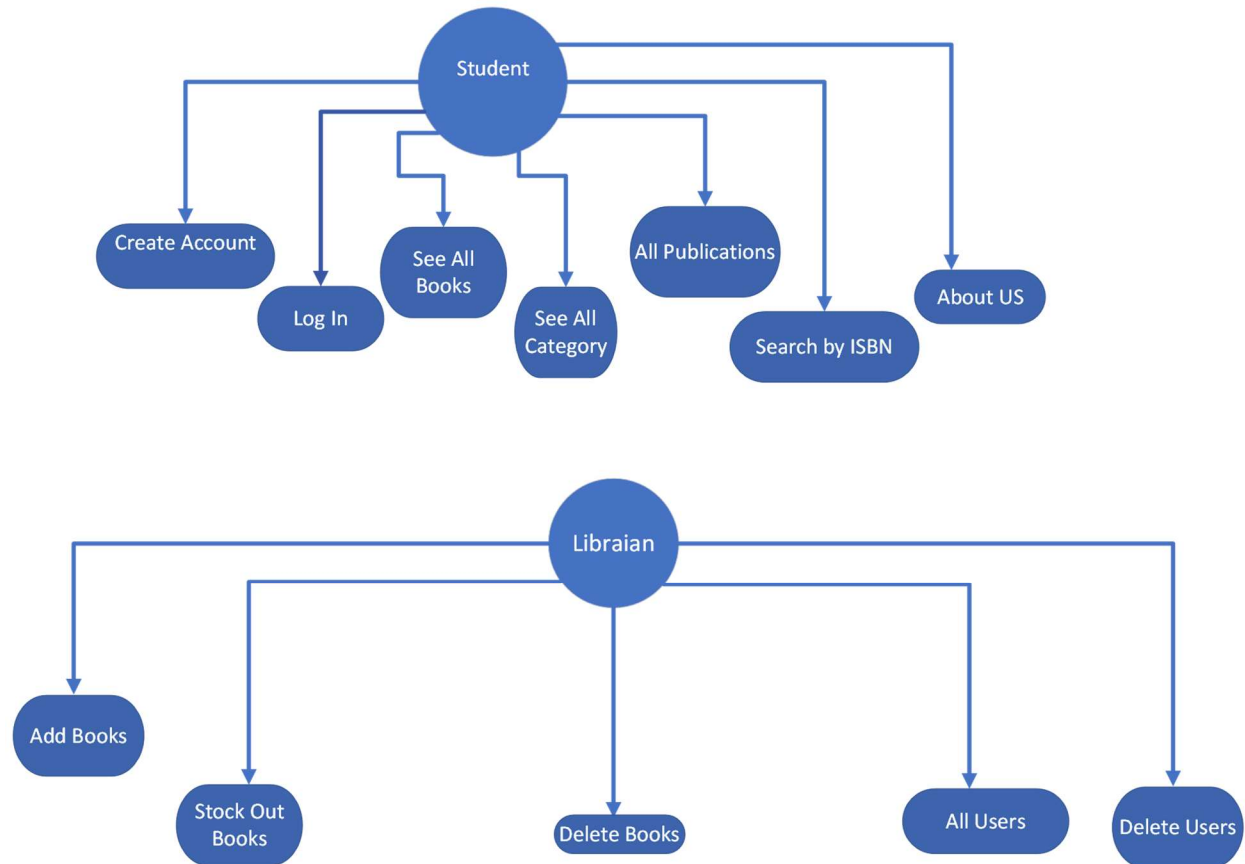 Student
Create Account
Log In
See All
Books
See All
Category
All Publications
Search by ISBN
About US
Libraian
Add Books
Stock Out
Books
Delete Books
All Users
Delete Users